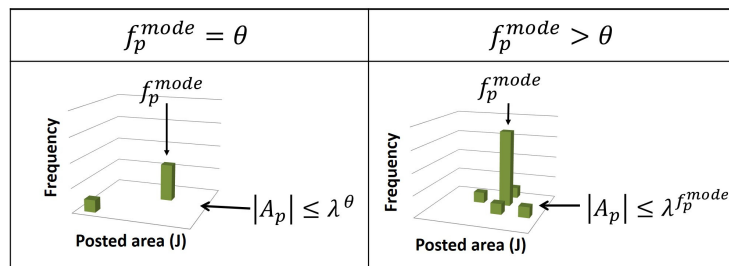 f_p^{mode} = θ
f_p^{mode} > θ
f_p^{mode}
Frequency
|A_p| ≤ λ^θ
Posted area (J)
f_p^{mode}
Frequency
|A_p| ≤ λ^{f_p^{mode}}
Posted area (J)